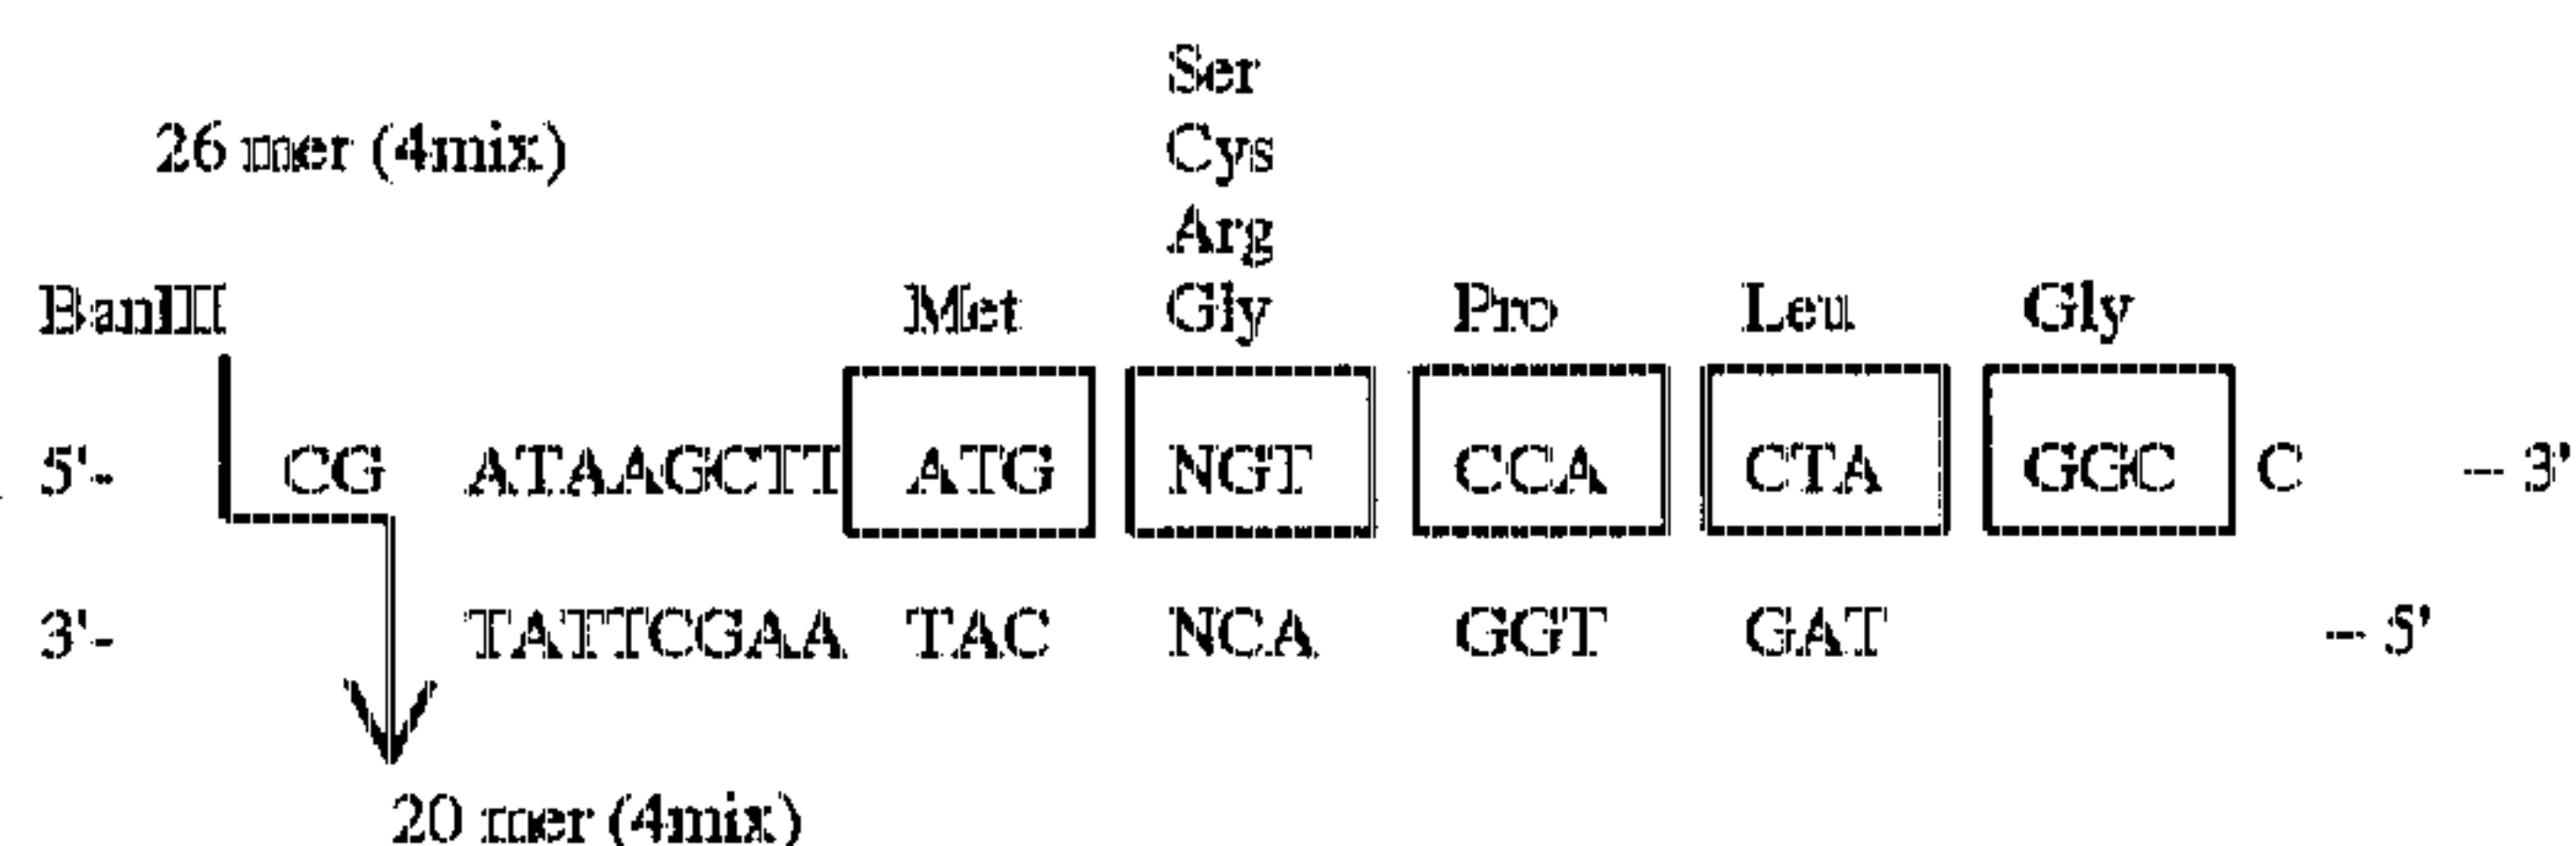 Ser
26 mer (4mix) Cys
Arg
BanIII Met Gly Pro Leu Gly
5'- CG ATAAGCTT ATG NGT CCA CTA GGC C -- 3'
3'- TATTCGAA TAC NCA GGT GAT -- 5'
20 mer (4mix)